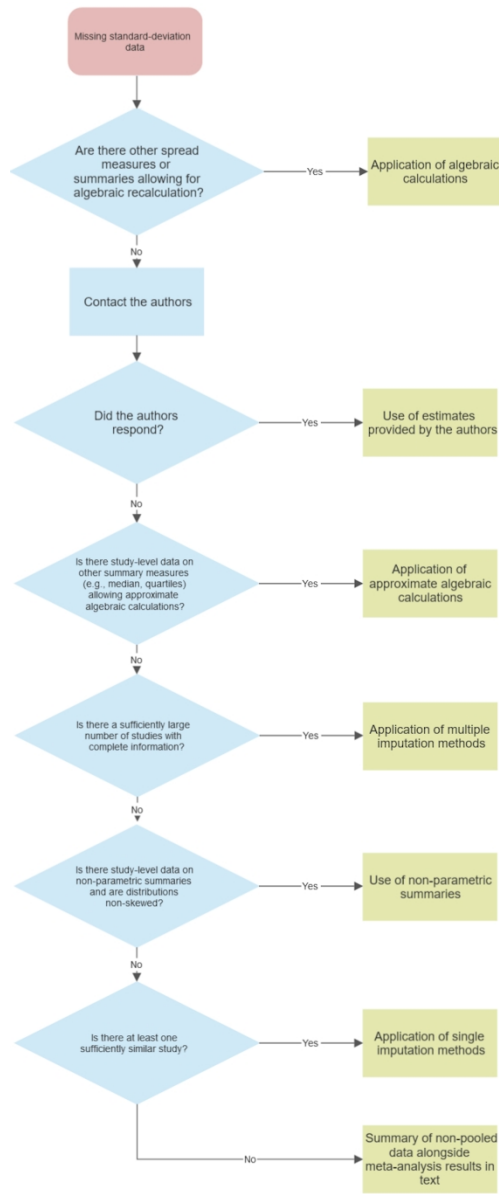 Missing standard-deviation
data
Are there other spread
measures or
summaries allowing for
algebraic recalculation?
Yes
Application of algebraic
calculations
No
Contact the authors
Did the authors
respond?
Yes
Use of estimates
provided by the authors
No
Is there study-level data on
other summary measures
(e.g., median, quartiles)
allowing approximate
algebraic calculations?
Yes
Application of
approximate algebraic
calculations
No
Is there a sufficiently large
number of studies with
complete information?
Yes
Application of multiple
imputation methods
No
Is there study-level data on
non-parametric summaries
and are distributions
non-skewed?
Yes
Use of non-parametric
summaries
No
Is there at least one
sufficiently similar study?
Yes
Application of single
imputation methods
No
Summary of non-pooled
data alongside
meta-analysis results in
text